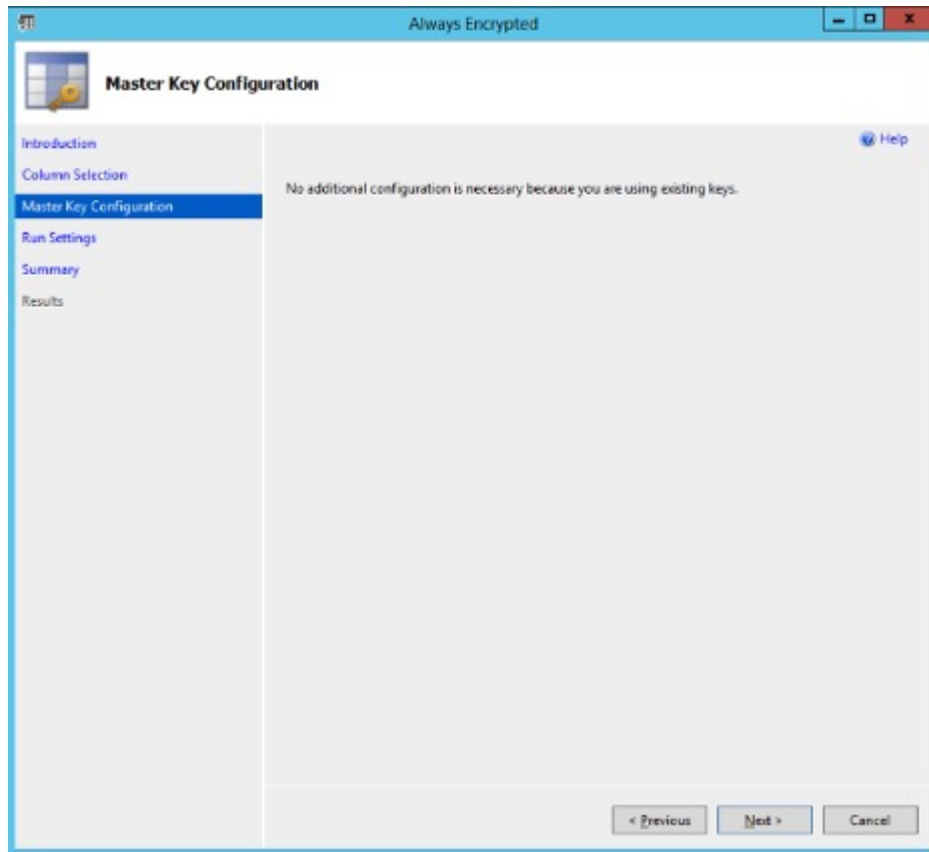 Always Encrypted
Master Key Configuration
Introduction
Help
Column Selection
No additional configuration is necessary because you are using existing keys.
Master Key Configuration
Run Settings
Summary
Results
< Previous
Next >
Cancel